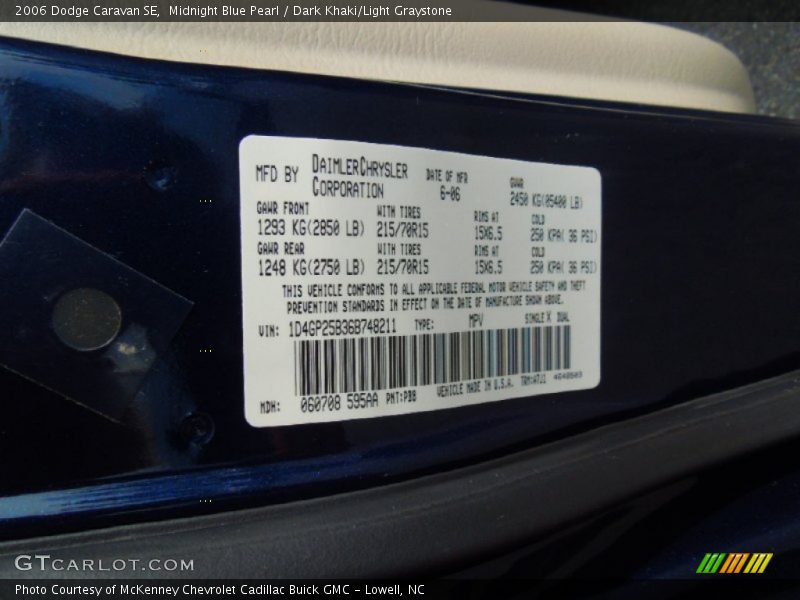 2006 Dodge Caravan SE, Midnight Blue Pearl / Dark Khaki/Light Graystone
MFD BY DAIMLERCHRYSLER CORPORATION
DATE OF MFR 6-06
GVWR 2450 KG(05400 LB)
GAWR FRONT WITH TIRES RIMS AT COLD
1293 KG(2850 LB) 215/70R15 15X6.5 250 KPA( 36 PSI)
GAWR REAR WITH TIRES RIMS AT COLD
1248 KG(2750 LB) 215/70R15 15X6.5 250 KPA( 36 PSI)
THIS VEHICLE CONFORMS TO ALL APPLICABLE FEDERAL MOTOR VEHICLE SAFETY AND THEFT
PREVENTION STANDARDS IN EFFECT ON THE DATE OF MANUFACTURE SHOWN ABOVE.
VIN: 1D4GP25B36B748211 TYPE: MPV SINGLE X DUAL
MDH: 060708 595AA PNT:PBB VEHICLE MADE IN U.S.A. TRM:ATJ1
GTCARLOT.COM
Photo Courtesy of McKenney Chevrolet Cadillac Buick GMC - Lowell, NC